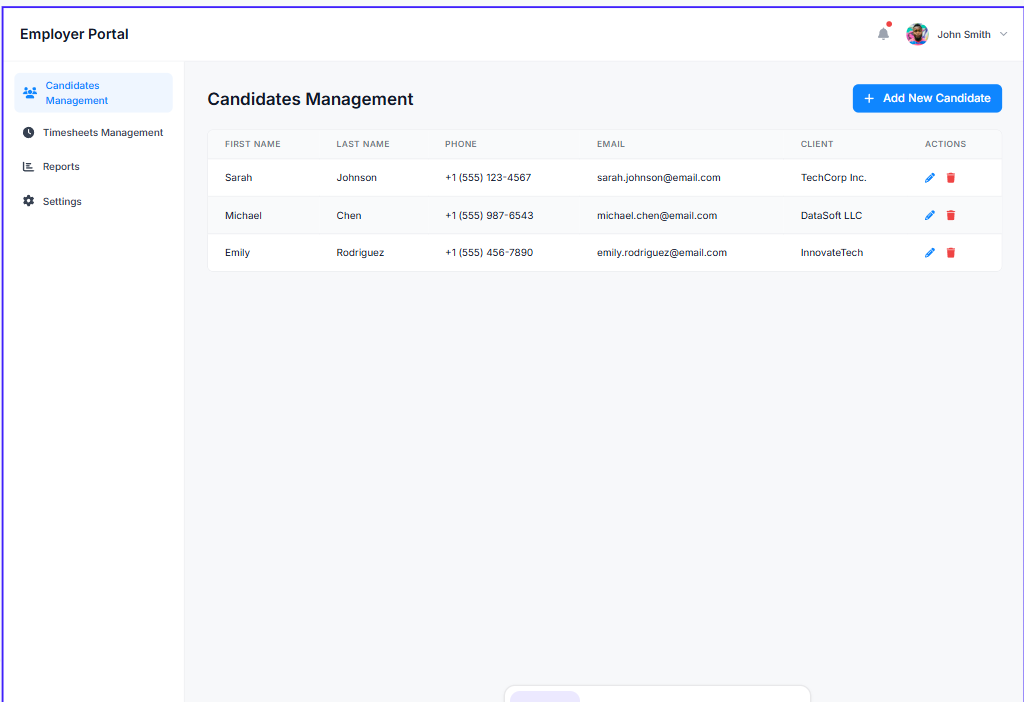 Employer Portal
John Smith
Candidates
Management
Timesheets Management
Reports
Settings
Candidates Management
+ Add New Candidate
FIRST NAME LAST NAME PHONE EMAIL CLIENT ACTIONS
Sarah Johnson +1 (555) 123-4567 sarah.johnson@email.com TechCorp Inc.
Michael Chen +1 (555) 987-6543 michael.chen@email.com DataSoft LLC
Emily Rodriguez +1 (555) 456-7890 emily.rodriguez@email.com InnovateTech